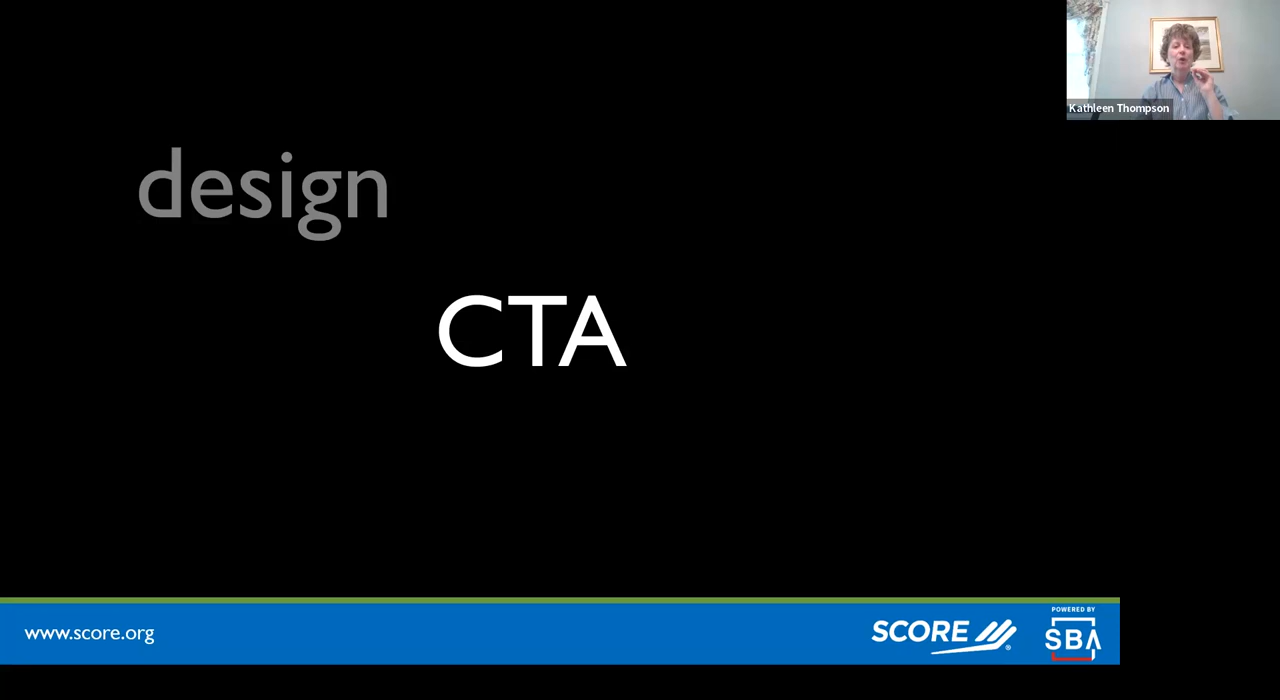 Kathleen Thompson
design
CTA
www.score.org
SCORE
®
POWERED BY
SBA